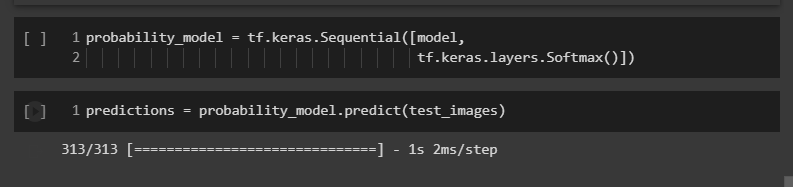 [ ] 1 probability_model = tf.keras.Sequential([model,
2 tf.keras.layers.Softmax()])
[ ] 1 predictions = probability_model.predict(test_images)
313/313 [==============================] - 1s 2ms/step